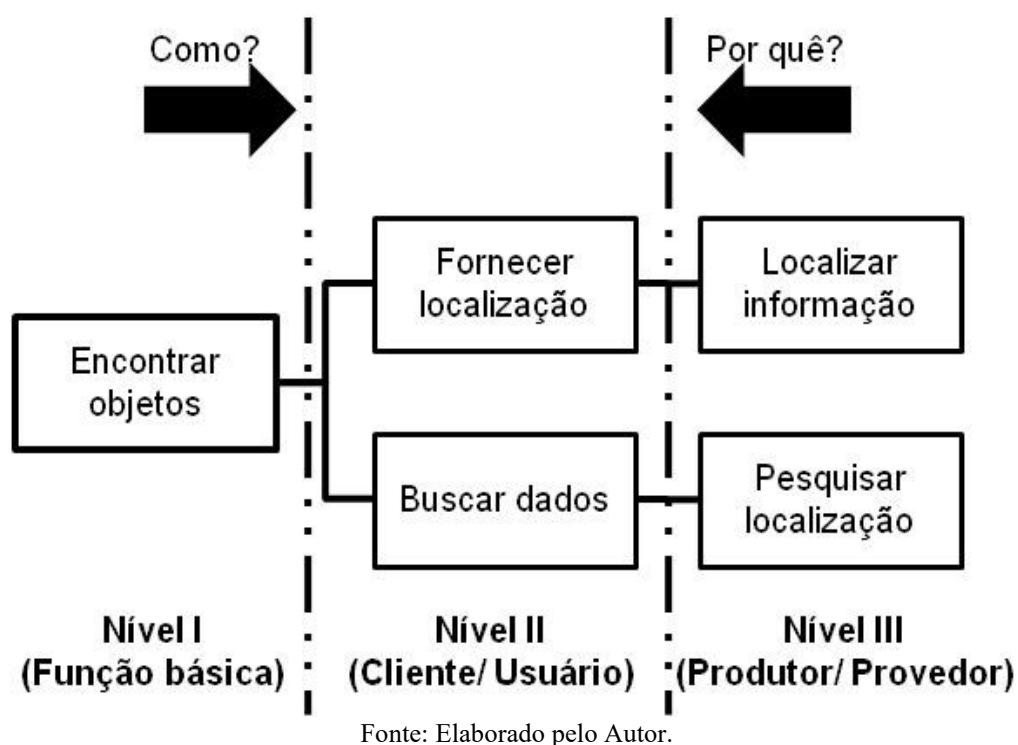 Como?
Por quê?
Fornecer
localização
Localizar
informação
Encontrar
objetos
Buscar dados
Pesquisar
localização
Nível I
(Função básica)
Nível II
(Cliente/ Usuário)
Nível III
(Produtor/ Provedor)
Fonte: Elaborado pelo Autor.